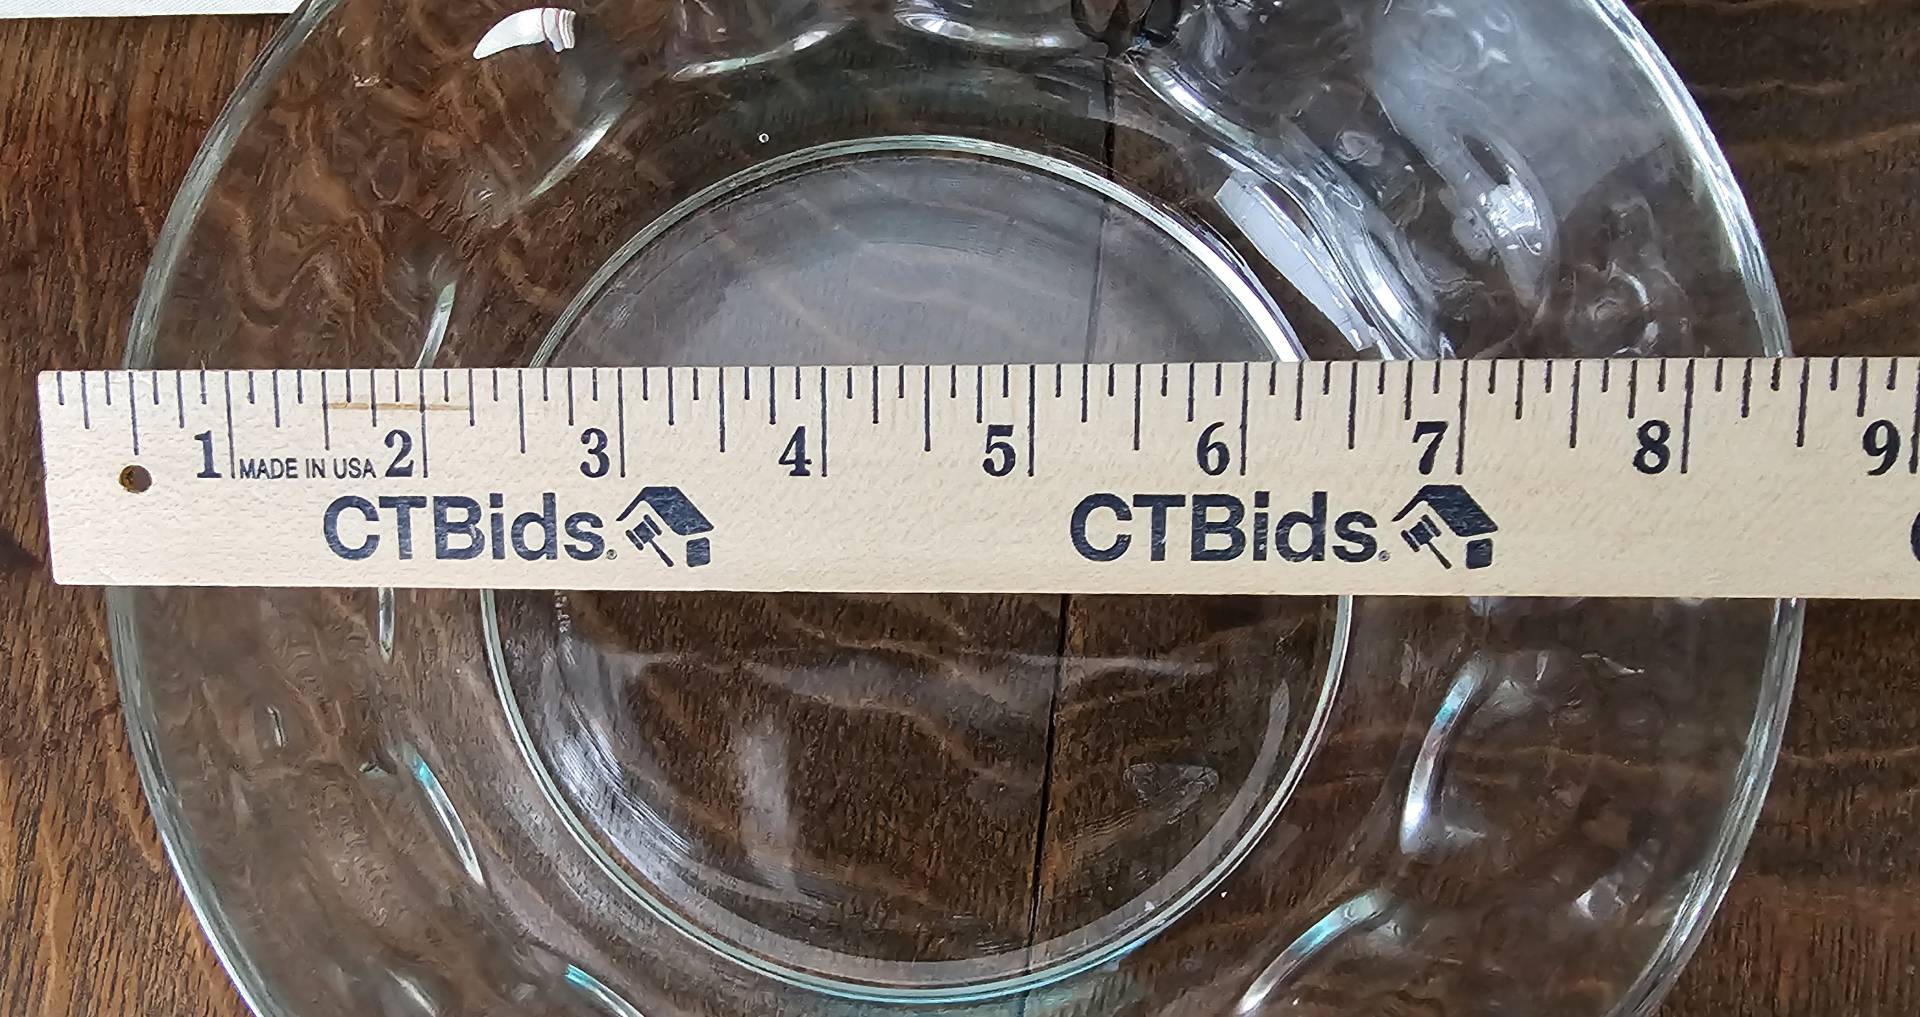 1 MADE IN USA 2 3 4 5 6 7 8 9
CTBids® CTBids®